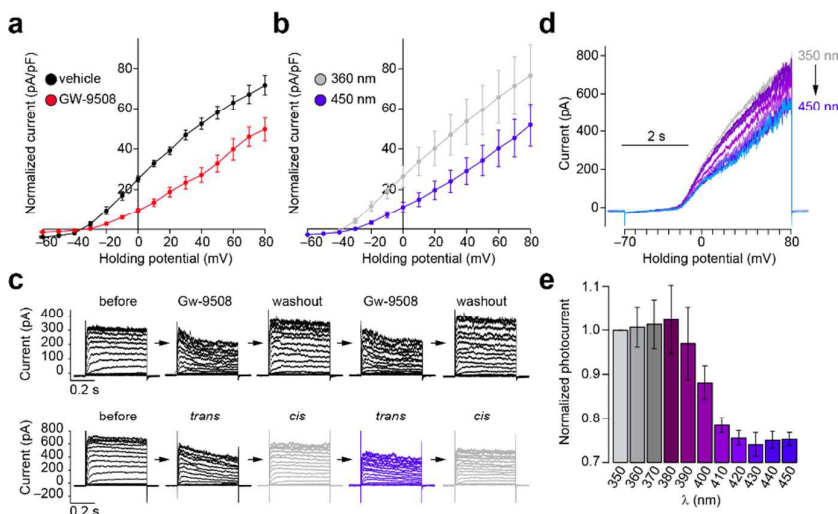 a
Normalized current (pA/pF)
80
60
40
20
vehicle
GW-9508
-60 -40 -20 0 20 40 60 80
Holding potential (mV)
b
Normalized current (pA/pF)
80
60
40
20
360 nm
450 nm
-60 -40 -20 0 20 40 60 80
Holding potential (mV)
d
Current (pA)
800
600
400
200
0
2 s
350 nm
450 nm
-70 0 80
Holding potential (mV)
c
before Gw-9508 washout Gw-9508 washout
Current (pA)
400
300
200
100
0
0.2 s
before trans cis trans cis
Current (pA)
800
600
400
200
0
−200
0.2 s
e
Normalized photocurrent
1.1
1.0
0.9
0.8
0.7
350 360 370 380 390 400 410 420 430 440 450
λ (nm)